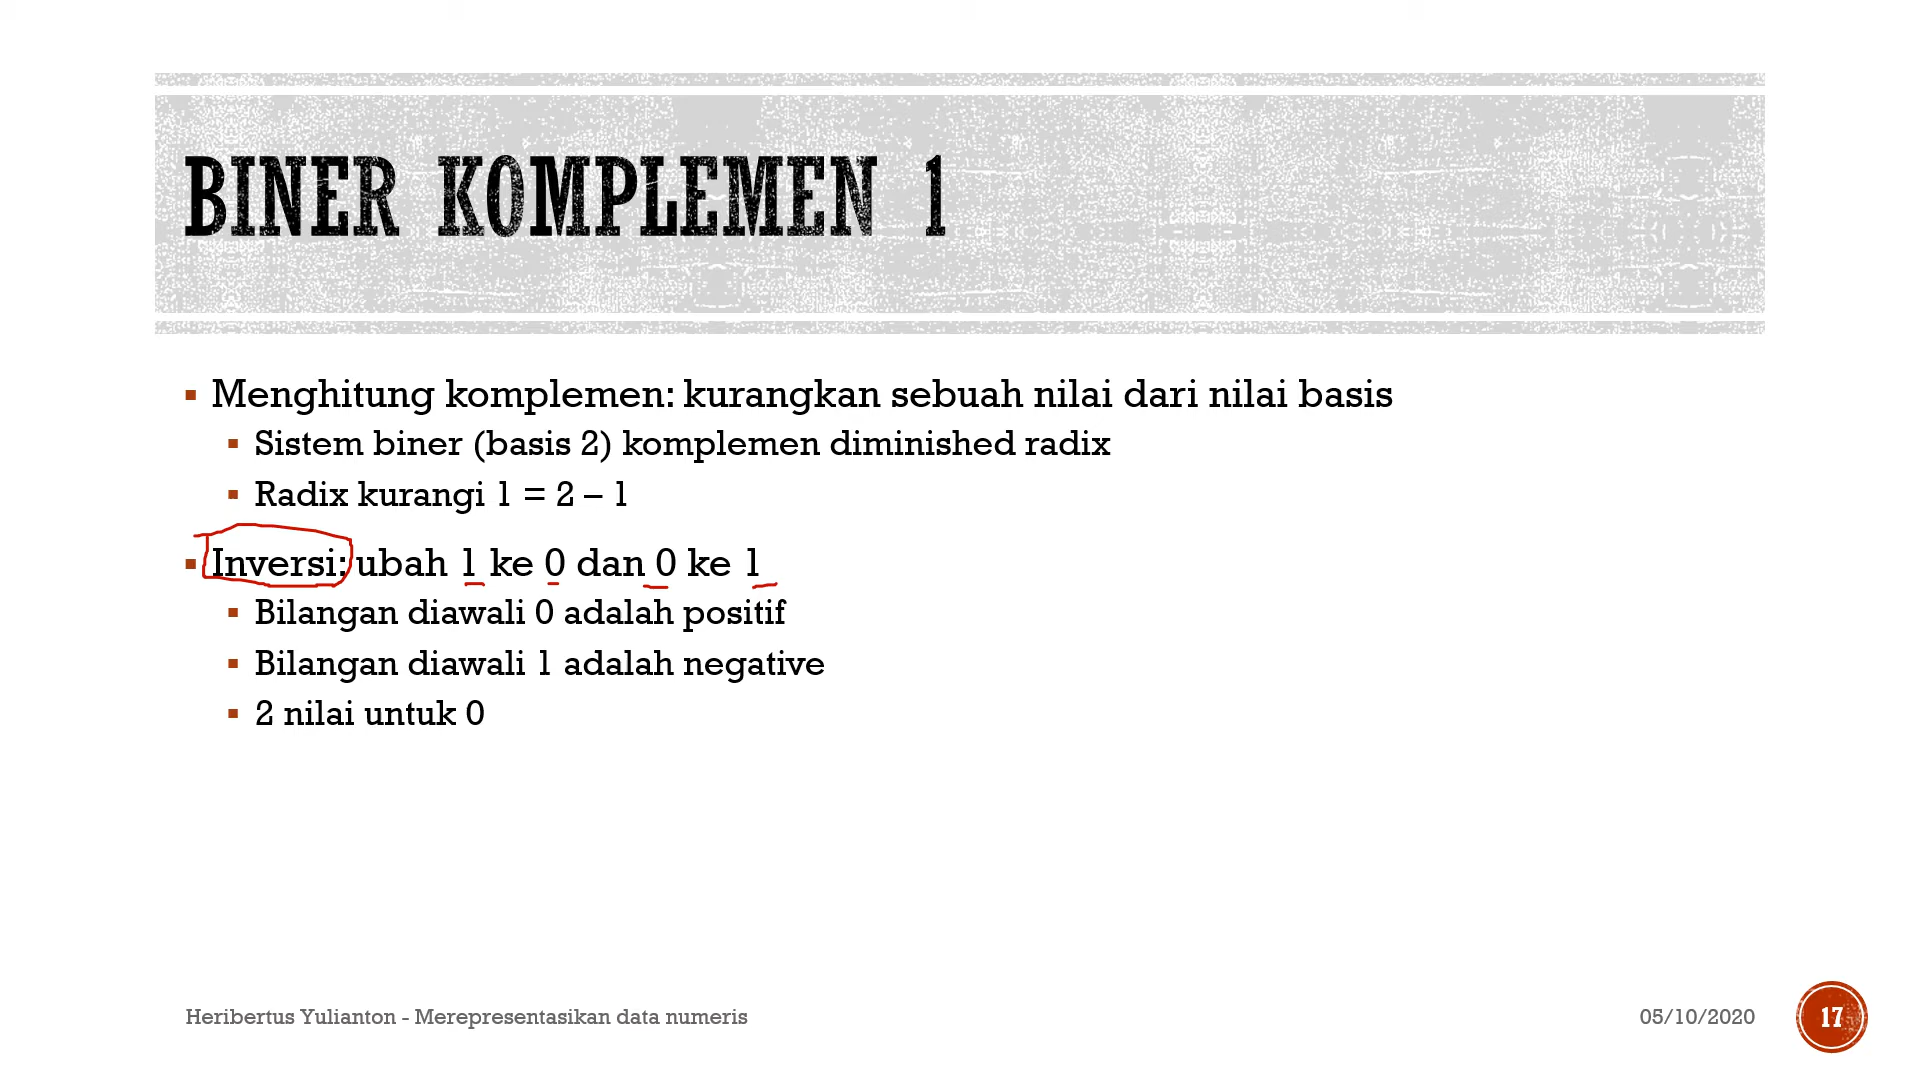 BINER KOMPLEMEN 1
Menghitung komplemen: kurangkan sebuah nilai dari nilai basis
Sistem biner (basis 2) komplemen diminished radix
Radix kurangi 1 = 2 – 1
Inversi: ubah 1 ke 0 dan 0 ke 1
Bilangan diawali 0 adalah positif
Bilangan diawali 1 adalah negative
2 nilai untuk 0
Heribertus Yulianton - Merepresentasikan data numeris
05/10/2020
17